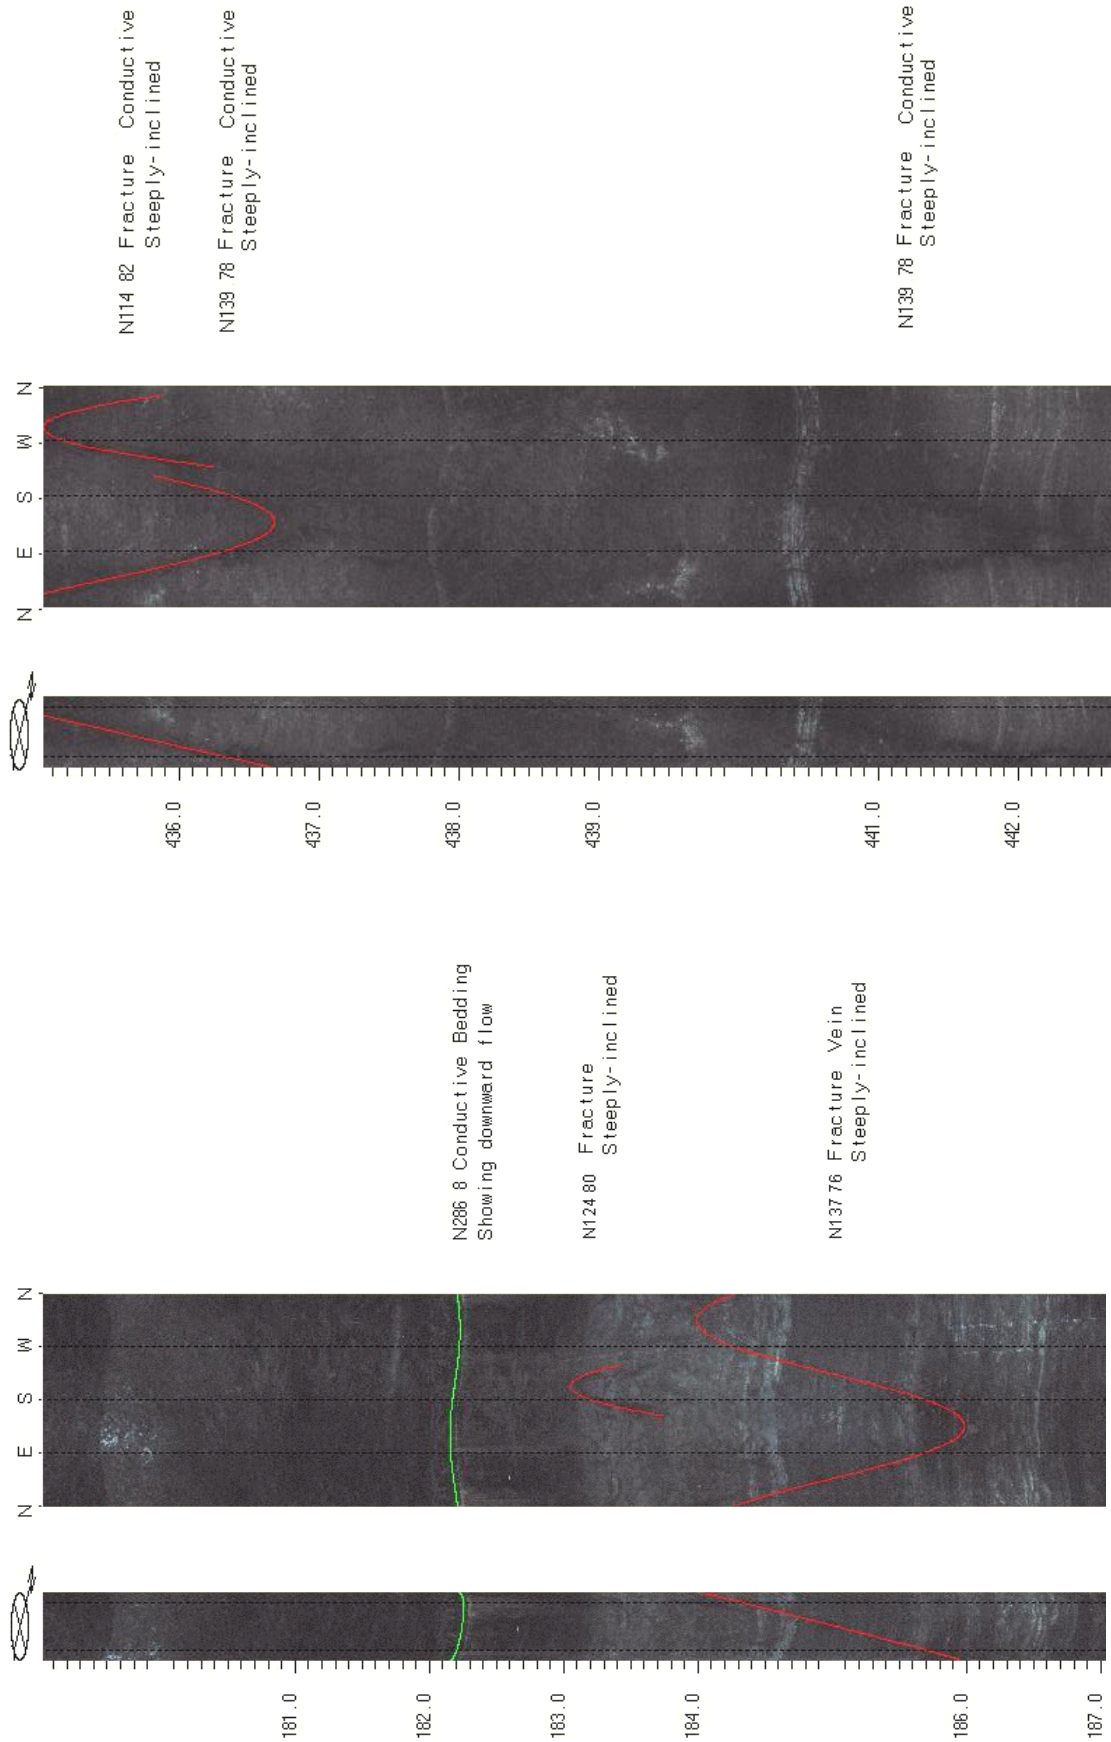 N114 82 Fracture Conductive
Steeply-inclined
N139 78 Fracture Conductive
Steeply-inclined
N139 78 Fracture Conductive
Steeply-inclined
N E S W N
436.0
437.0
438.0
439.0
441.0
442.0
N286 8 Conductive Bedding
Showing downward flow
N124 80 Fracture
Steeply-inclined
N137 76 Fracture Vein
Steeply-inclined
N E S W N
181.0
182.0
183.0
184.0
186.0
187.0